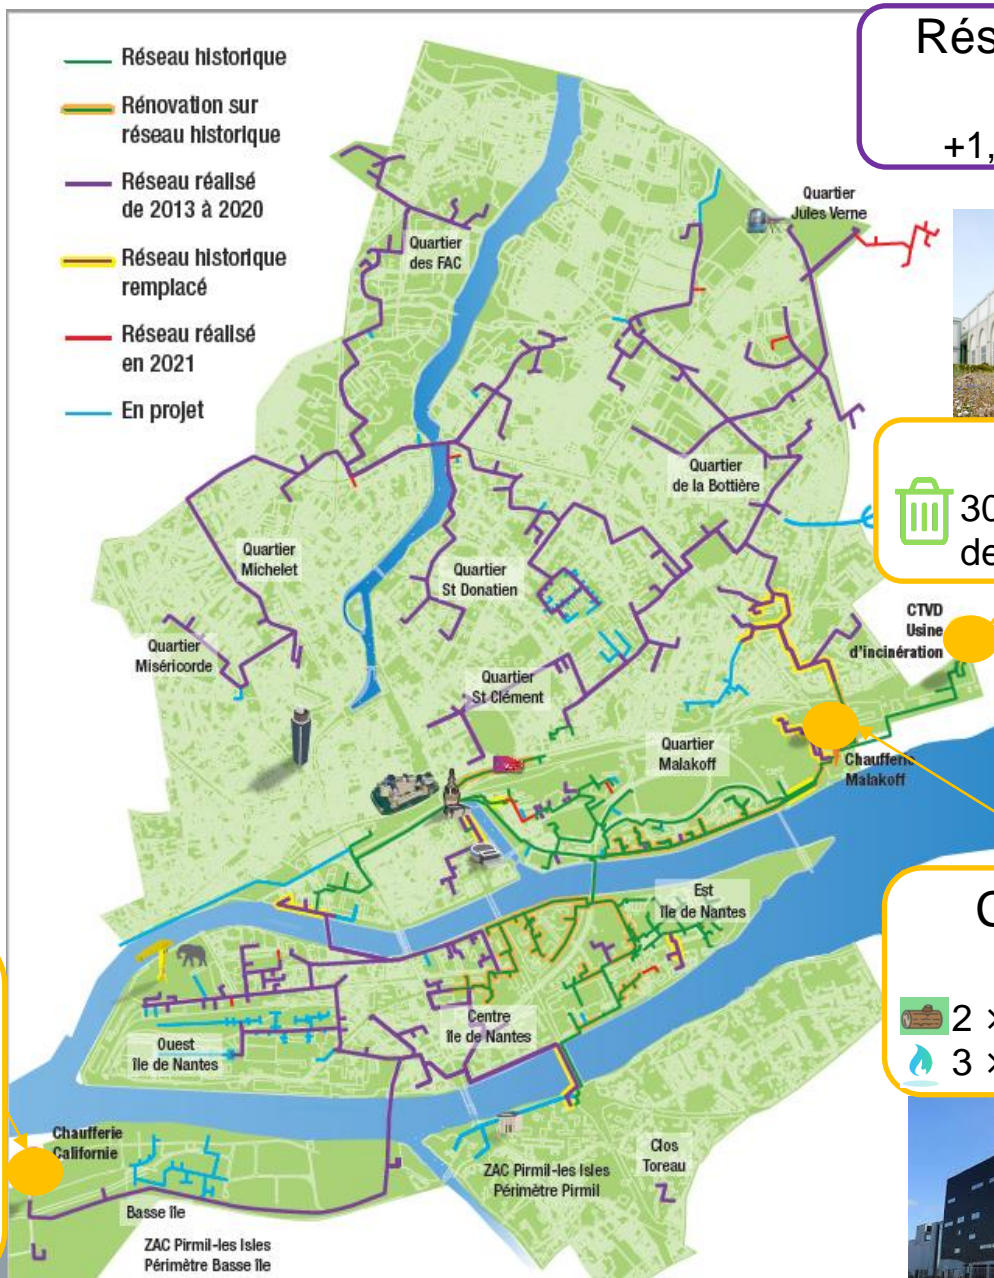 Réseau historique
Rénovation sur
réseau historique
Réseau réalisé
de 2013 à 2020
Réseau historique
remplacé
Réseau réalisé
en 2021
En projet
Rés
+1,
Quartier
Jules Verne
Quartier
des FAC
Quartier
de la Bottière
30
de
Quartier
Michelet
Quartier
St Donatien
Quartier
Miséricorde
CTVD
Usine
d'incinération
Quartier
St Clément
Quartier
Malakoff
Chaufferie
Malakoff
Est
île de Nantes
C
2 ×
3 ×
Centre
île de Nantes
Ouest
île de Nantes
Chaufferie
Californie
Clos
Toreau
ZAC Pirmil-les Isles
Périmètre Pirmil
Basse île
ZAC Pirmil-les Isles
Périmètre Basse île